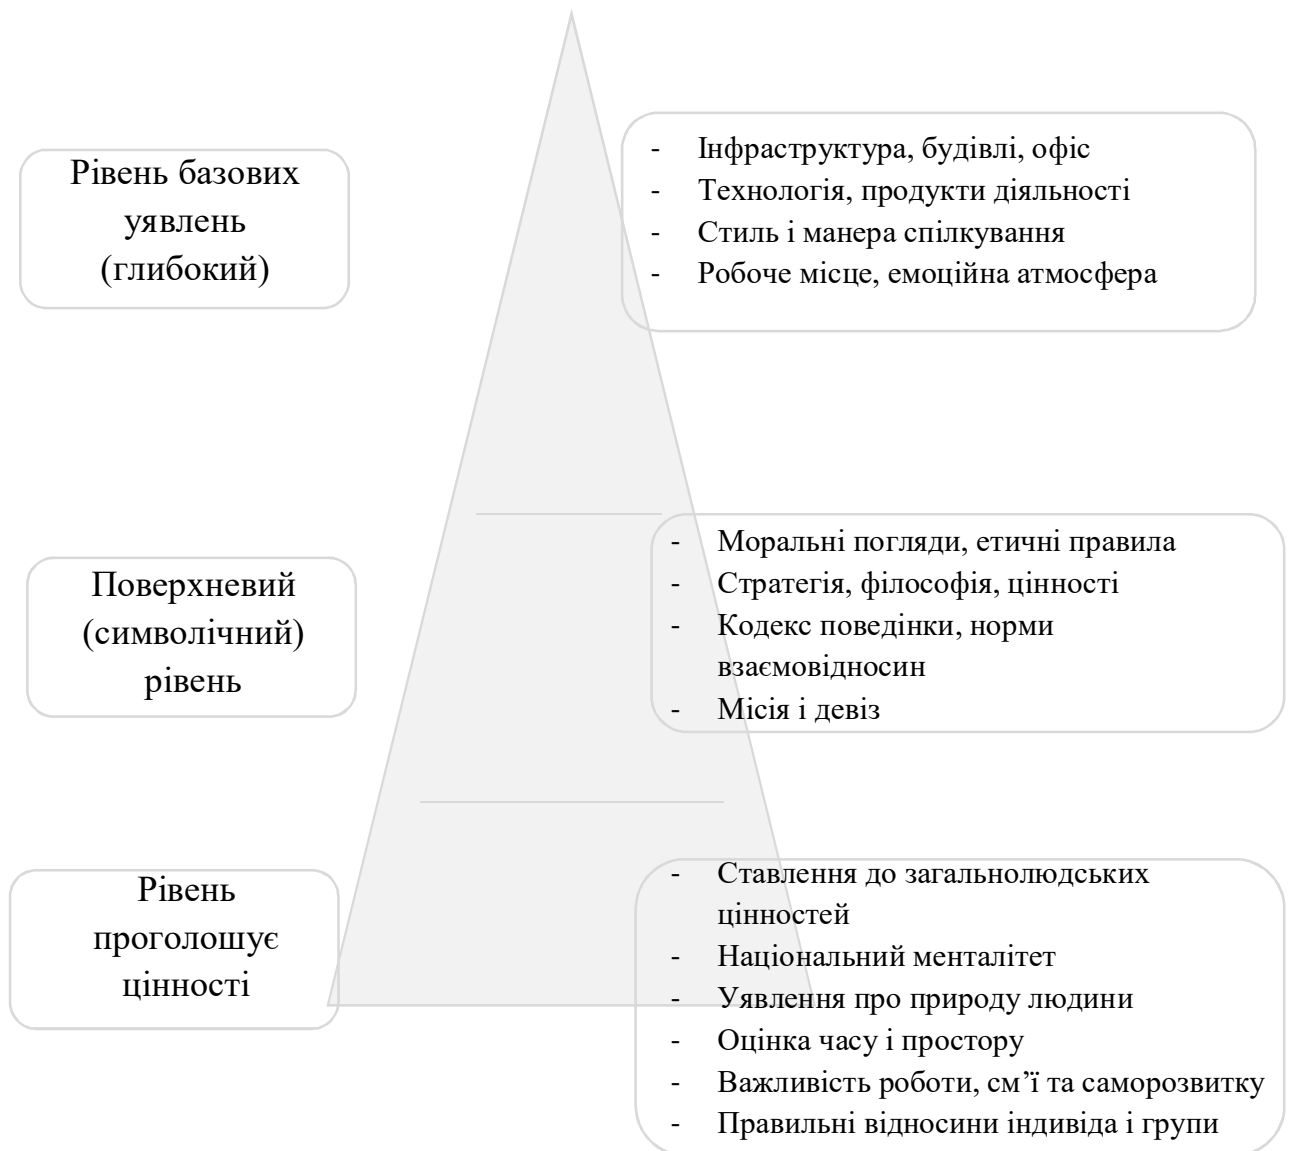 Рівень базових
уявлень
(глибокий)
- Інфраструктура, будівлі, офіс
- Технологія, продукти діяльності
- Стиль і манера спілкування
- Робоче місце, емоційна атмосфера
Поверхневий
(символічний)
рівень
- Моральні погляди, етичні правила
- Стратегія, філософія, цінності
- Кодекс поведінки, норми
взаємовідносин
- Місія і девіз
Рівень
проголошує
цінності
- Ставлення до загальнолюдських
цінностей
- Національний менталітет
- Уявлення про природу людини
- Оцінка часу і простору
- Важливість роботи, см’ї та саморозвитку
- Правильні відносини індивіда і групи